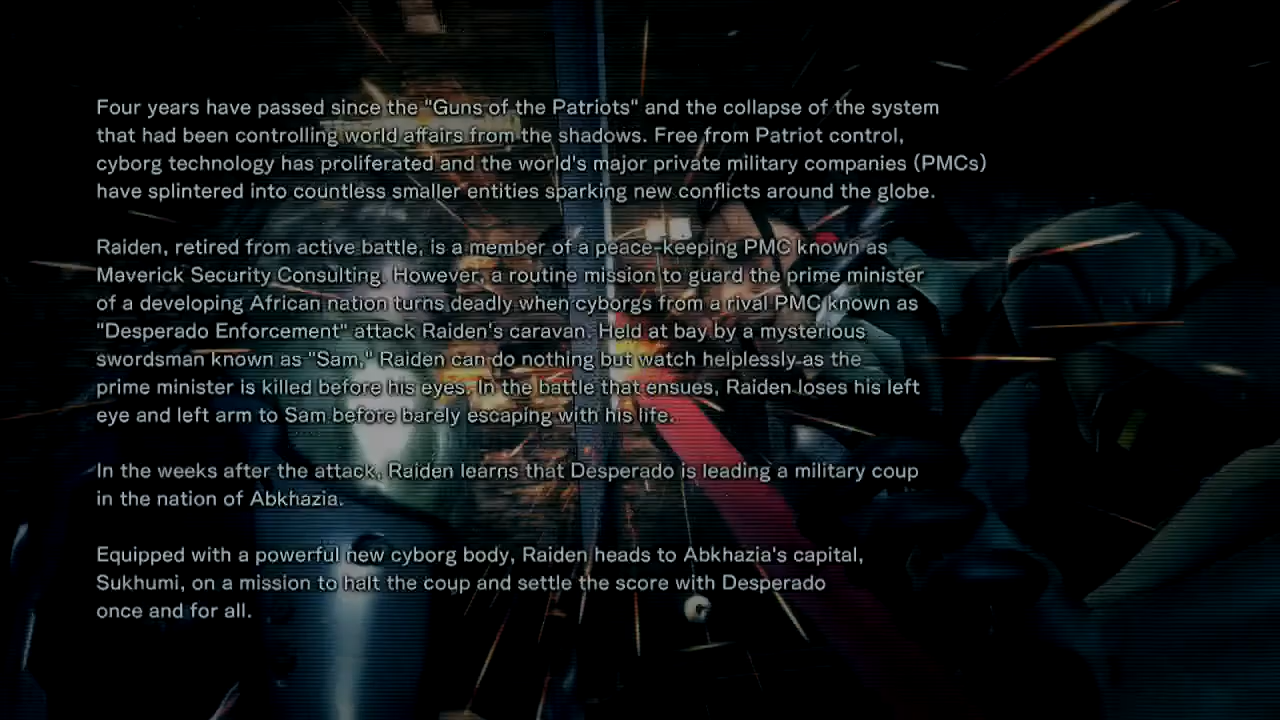 Four years have passed since the "Guns of the Patriots" and the collapse of the system
that had been controlling world affairs from the shadows. Free from Patriot control,
cyborg technology has proliferated and the world's major private military companies (PMCs)
have splintered into countless smaller entities sparking new conflicts around the globe.
Raiden, retired from active battle, is a member of a peace-keeping PMC known as
Maverick Security Consulting. However, a routine mission to guard the prime minister
of a developing African nation turns deadly when cyborgs from a rival PMC known as
"Desperado Enforcement" attack Raiden's caravan. Held at bay by a mysterious
swordsman known as "Sam," Raiden can do nothing but watch helplessly as the
prime minister is killed before his eyes. In the battle that ensues, Raiden loses his left
eye and left arm to Sam before barely escaping with his life.
In the weeks after the attack, Raiden learns that Desperado is leading a military coup
in the nation of Abkhazia.
Equipped with a powerful new cyborg body, Raiden heads to Abkhazia's capital,
Sukhumi, on a mission to halt the coup and settle the score with Desperado
once and for all.